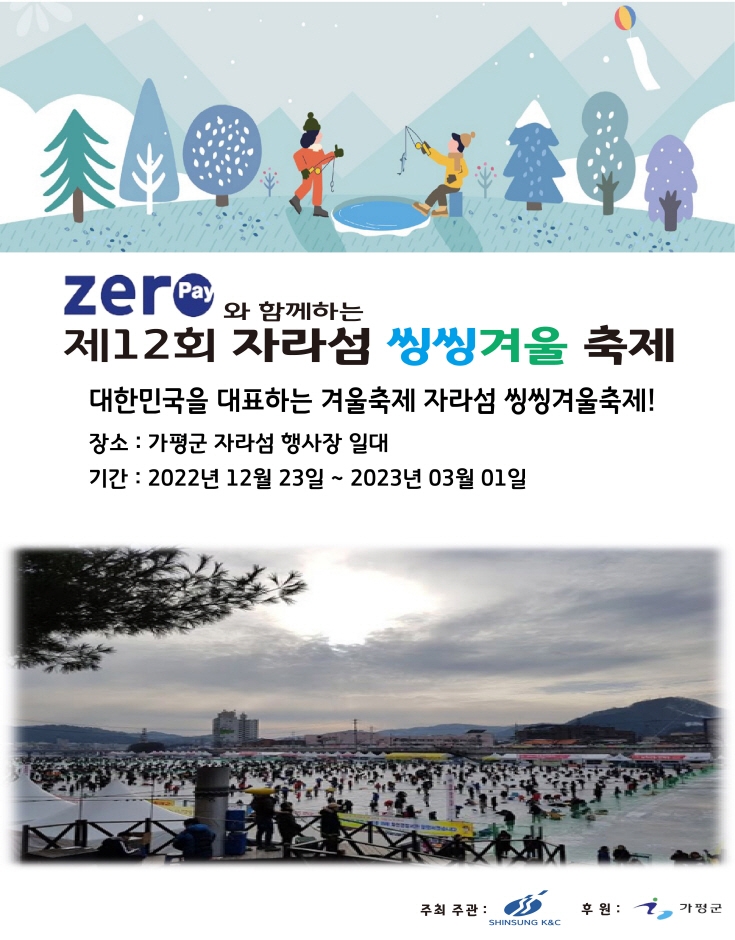 zero Pay 와 함께하는
제12회 자라섬 씽씽겨울 축제
대한민국을 대표하는 겨울축제 자라섬 씽씽겨울축제!
장소 : 가평군 자라섬 행사장 일대
기간 : 2022년 12월 23일 ~ 2023년 03월 01일
주최 주관 : SHINSUNG K&C 후 원 : 가평군